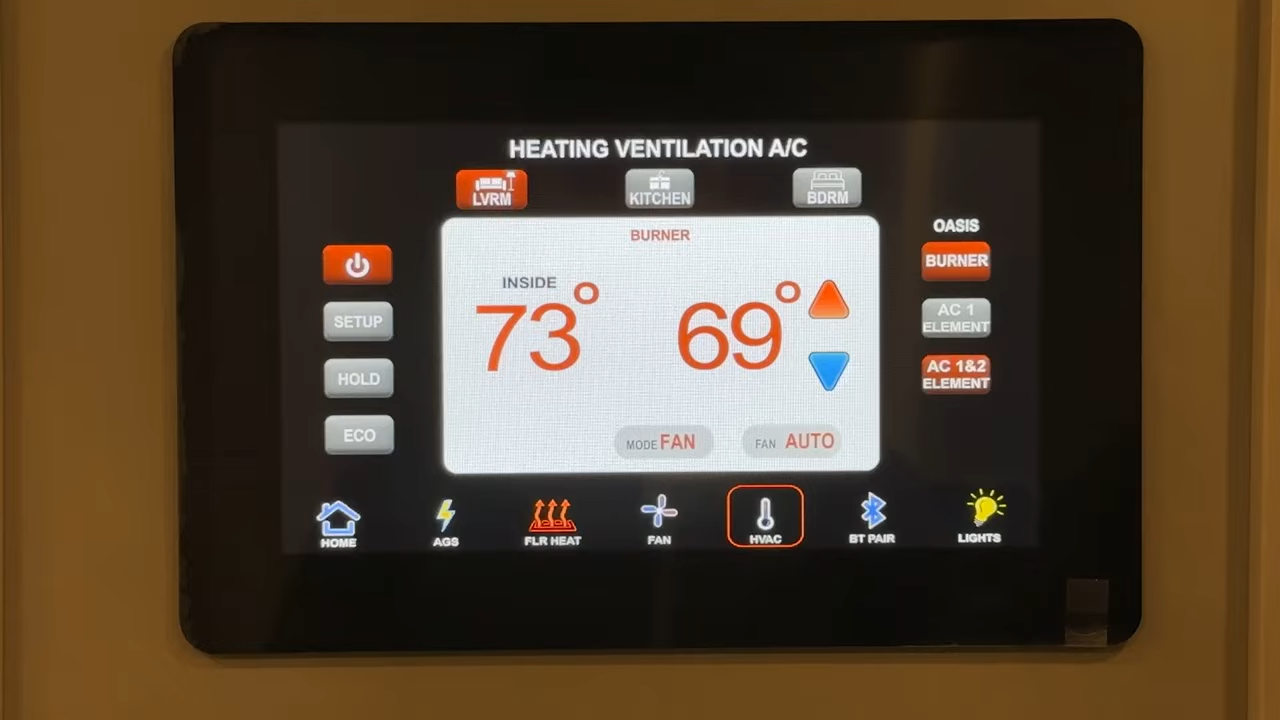 HEATING VENTILATION A/C
LVRM
KITCHEN
BDRM
BURNER
INSIDE
73°
69°
MODE FAN
FAN AUTO
SETUP
HOLD
ECO
OASIS
BURNER
AC 1
ELEMENT
AC 1&2
ELEMENT
HOME
AGS
FLR HEAT
FAN
HVAC
BT PAIR
LIGHTS